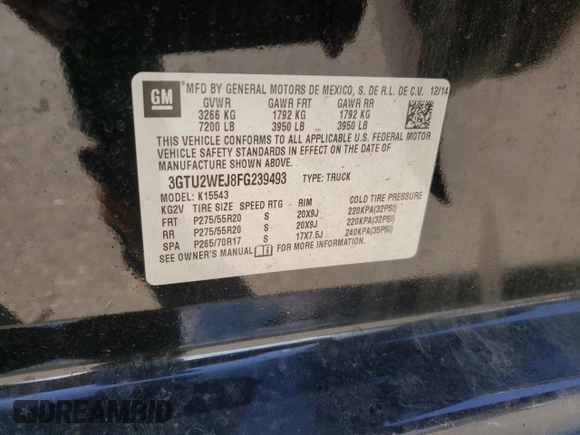 GM
MFD BY GENERAL MOTORS DE MEXICO, S. DE R.L. DE C.V. 12/14
GVWR GAWR FRT GAWR RR
3266 KG 1792 KG 1792 KG
7200 LB 3950 LB 3950 LB
THIS VEHICLE CONFORMS TO ALL APPLICABLE U.S. FEDERAL MOTOR
VEHICLE SAFETY STANDARDS IN EFFECT ON THE DATE OF
MANUFACTURE SHOWN ABOVE.
3GTU2WEJ8FG239493 TYPE: TRUCK
MODEL: K15543
KG2V TIRE SIZE SPEED RTG RIM COLD TIRE PRESSURE
FRT P275/55R20 S 20X9J 220KPA(32PSI)
RR P275/55R20 S 20X9J 220KPA(32PSI)
SPA P265/70R17 S 17X7.5J 240KPA(35PSI)
SEE OWNER'S MANUAL FOR MORE INFORMATION.
DREAMBID